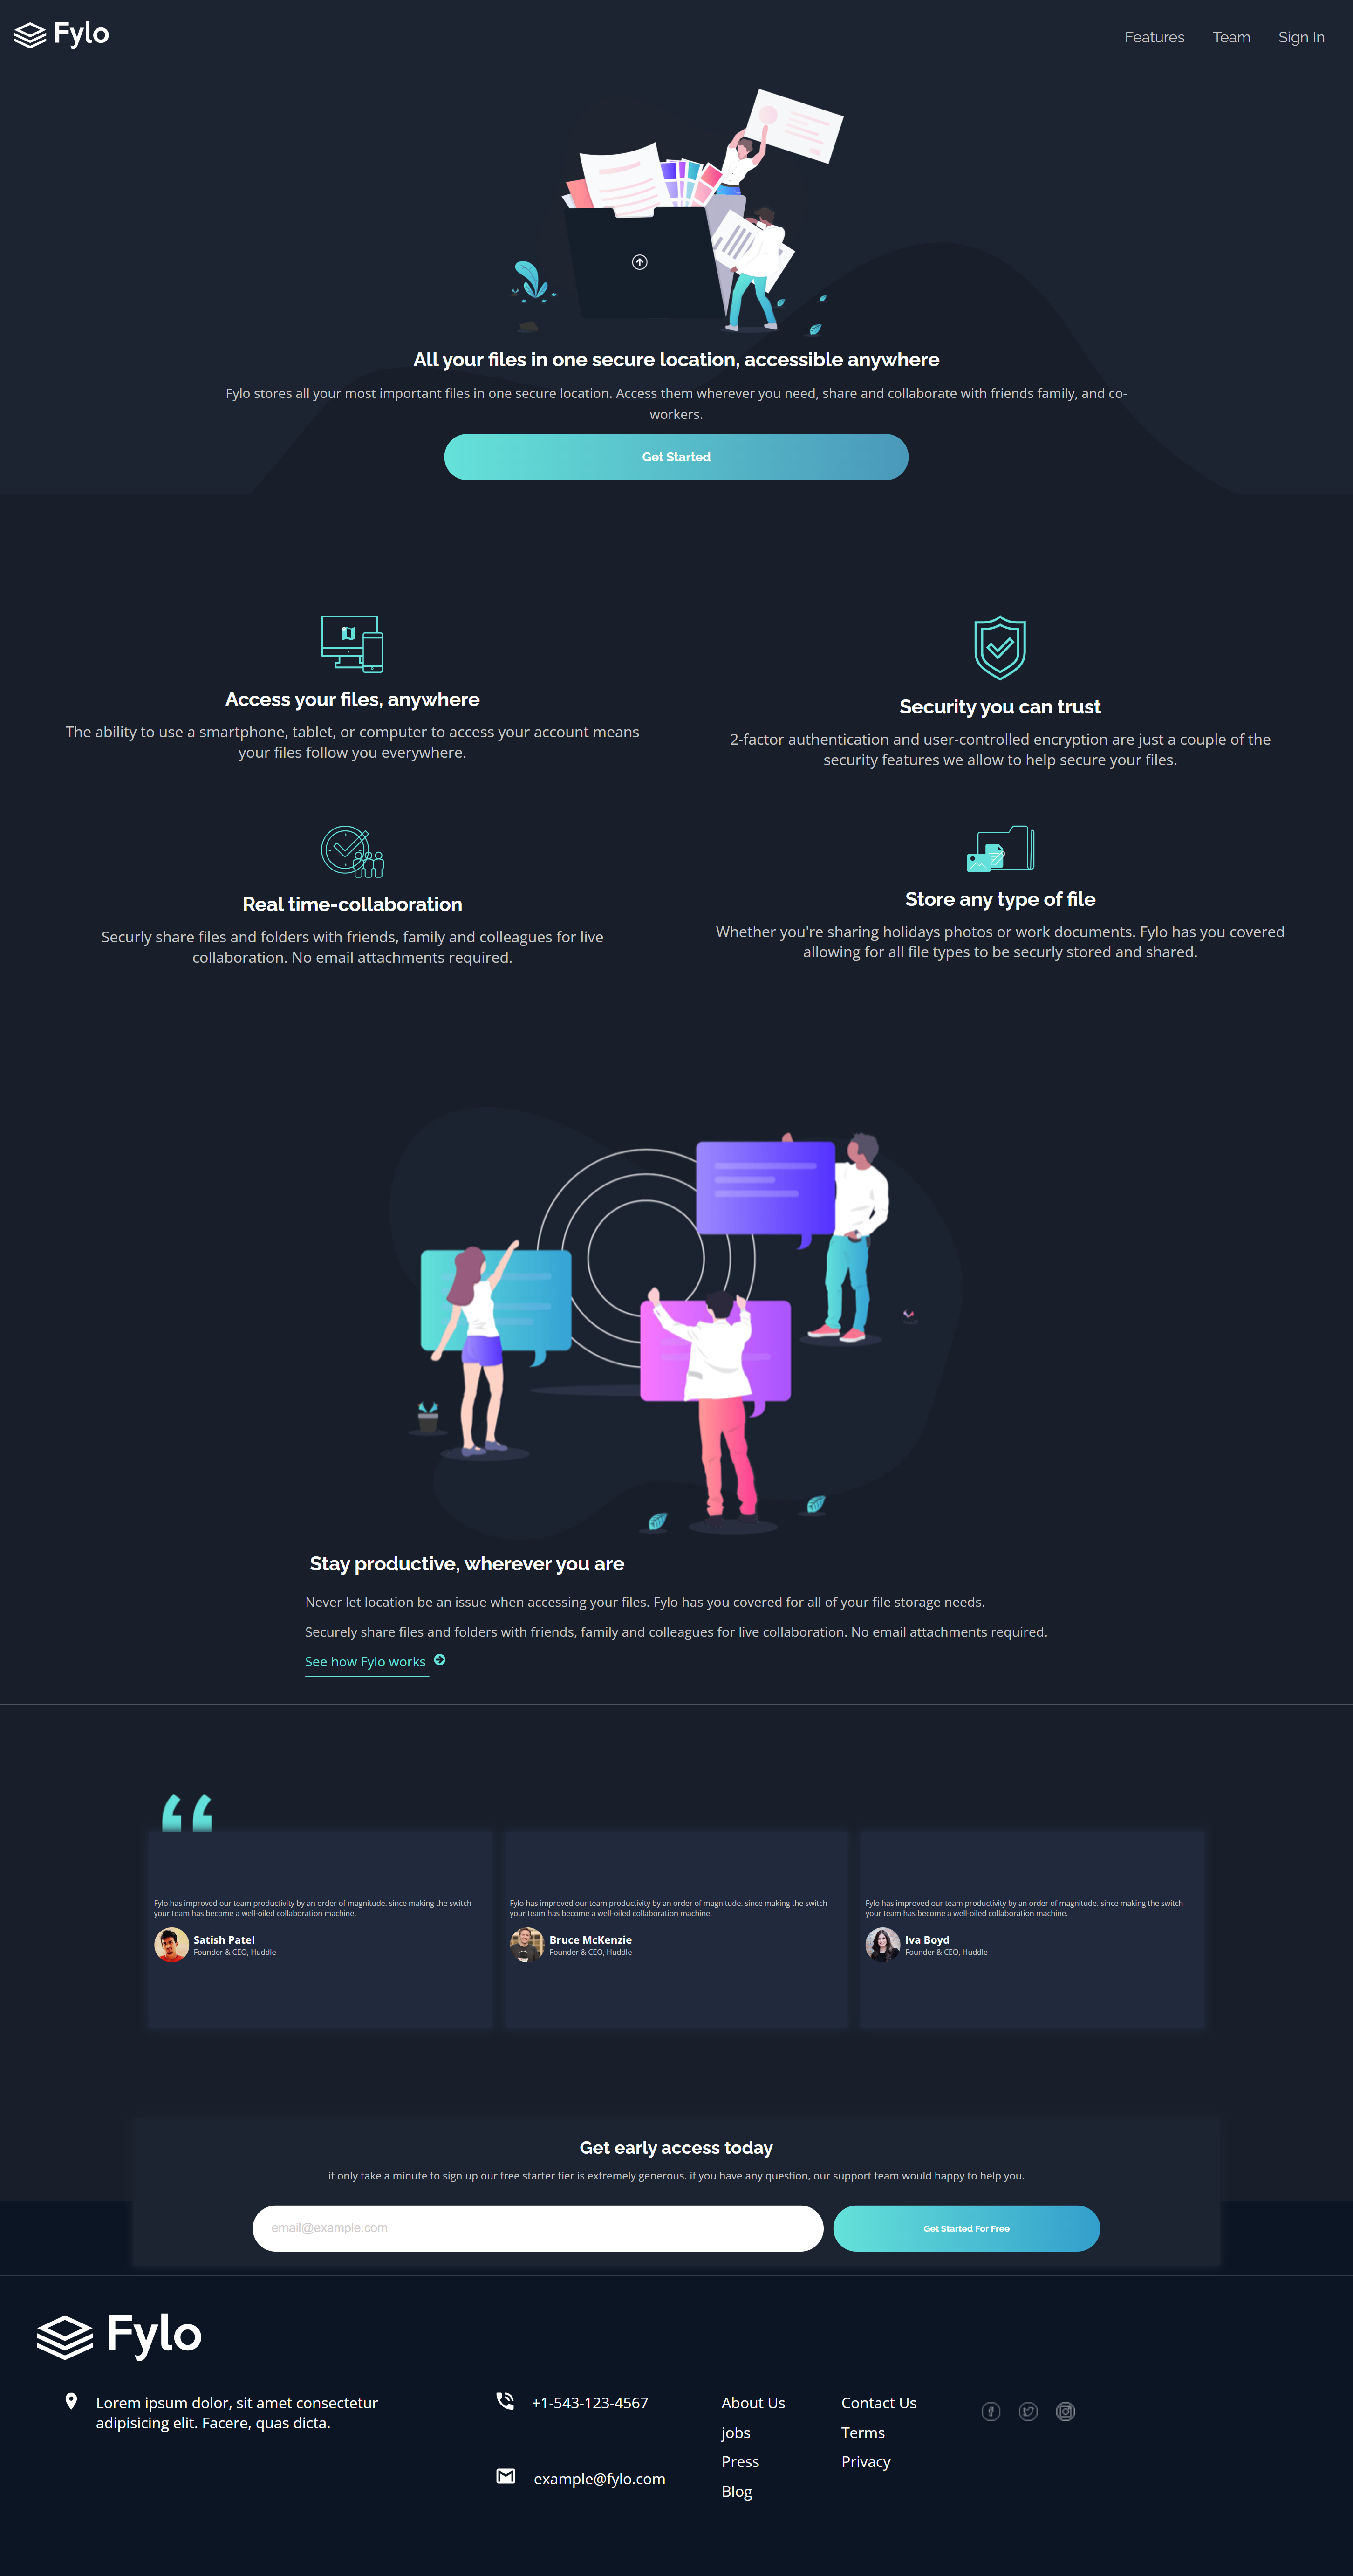 Fylo
Features
Team
Sign In
All your files in one secure location, accessible anywhere
Fylo stores all your most important files in one secure location. Access them wherever you need, share and collaborate with friends family, and co-
workers.
Get Started
Access your files, anywhere
The ability to use a smartphone, tablet, or computer to access your account means
your files follow you everywhere.
Security you can trust
2-factor authentication and user-controlled encryption are just a couple of the
security features we allow to help secure your files.
Real time-collaboration
Securly share files and folders with friends, family and colleagues for live
collaboration. No email attachments required.
Store any type of file
Whether you're sharing holidays photos or work documents. Fylo has you covered
allowing for all file types to be securly stored and shared.
Stay productive, wherever you are
Never let location be an issue when accessing your files. Fylo has you covered for all of your file storage needs.
Securely share files and folders with friends, family and colleagues for live collaboration. No email attachments required.
See how Fylo works
“
Fylo has improved our team productivity by an order of magnitude. since making the switch
your team has become a well-oiled collaboration machine.
Satish Patel
Founder & CEO, Huddle
Fylo has improved our team productivity by an order of magnitude. since making the switch
your team has become a well-oiled collaboration machine.
Bruce McKenzie
Founder & CEO, Huddle
Fylo has improved our team productivity by an order of magnitude. since making the switch
your team has become a well-oiled collaboration machine.
Iva Boyd
Founder & CEO, Huddle
Get early access today
it only take a minute to sign up our free starter tier is extremely generous. if you have any question, our support team would happy to help you.
email@example.com
Get Started For Free
Fylo
Lorem ipsum dolor, sit amet consectetur
adipisicing elit. Facere, quas dicta.
+1-543-123-4567
example@fylo.com
About Us
jobs
Press
Blog
Contact Us
Terms
Privacy